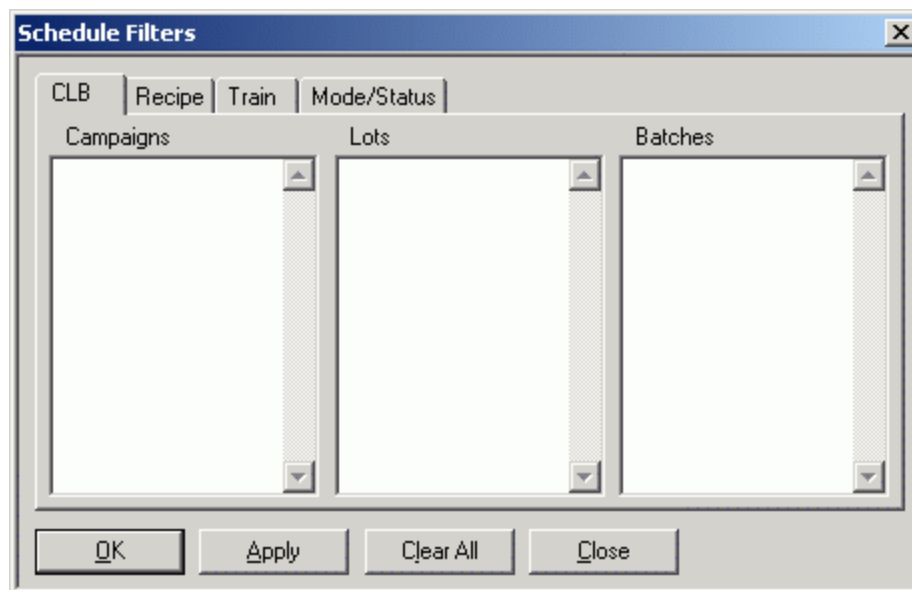 Schedule Filters
CLB Recipe Train Mode/Status
Campaigns Lots Batches
OK Apply Clear All Close